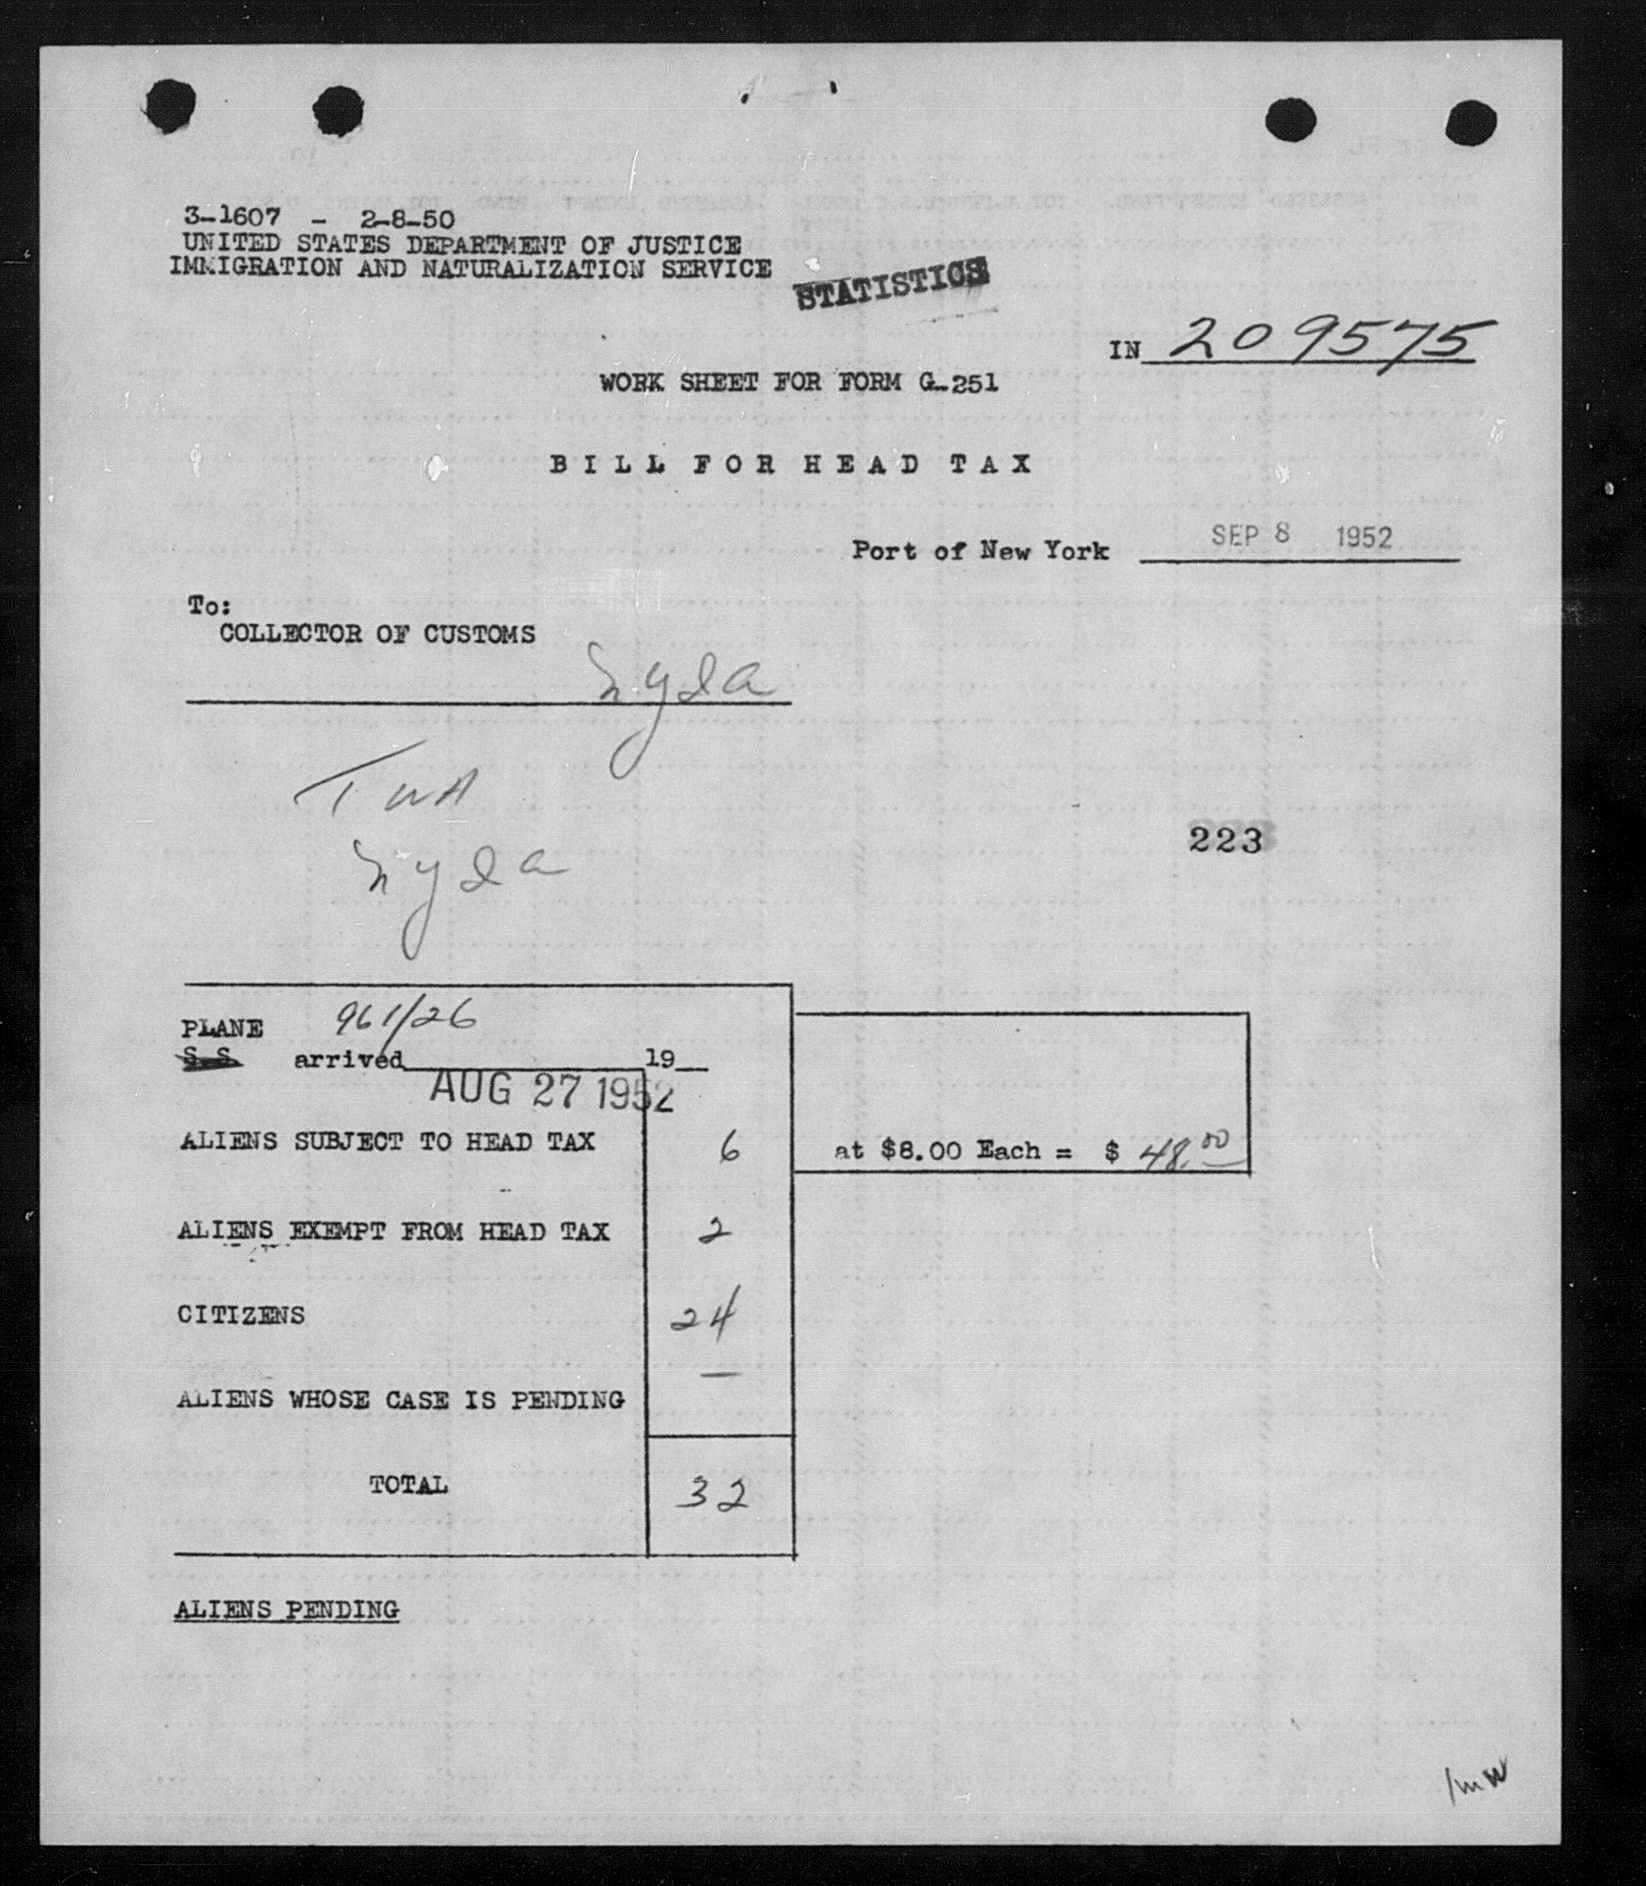 3-1607 - 2-8-50
UNITED STATES DEPARTMENT OF JUSTICE
IMMIGRATION AND NATURALIZATION SERVICE
STATISTICS
IN 209575
WORK SHEET FOR FORM G-251
BILL FOR HEAD TAX
Port of New York SEP 8 1952
To:
COLLECTOR OF CUSTOMS
nyda
TWA
nyda
223
PLANE 961/26
S.S. arrived 19
AUG 27 1952
ALIENS SUBJECT TO HEAD TAX 6 at $8.00 Each = $ 48.00
ALIENS EXEMPT FROM HEAD TAX 2
CITIZENS 24
ALIENS WHOSE CASE IS PENDING —
TOTAL 32
ALIENS PENDING